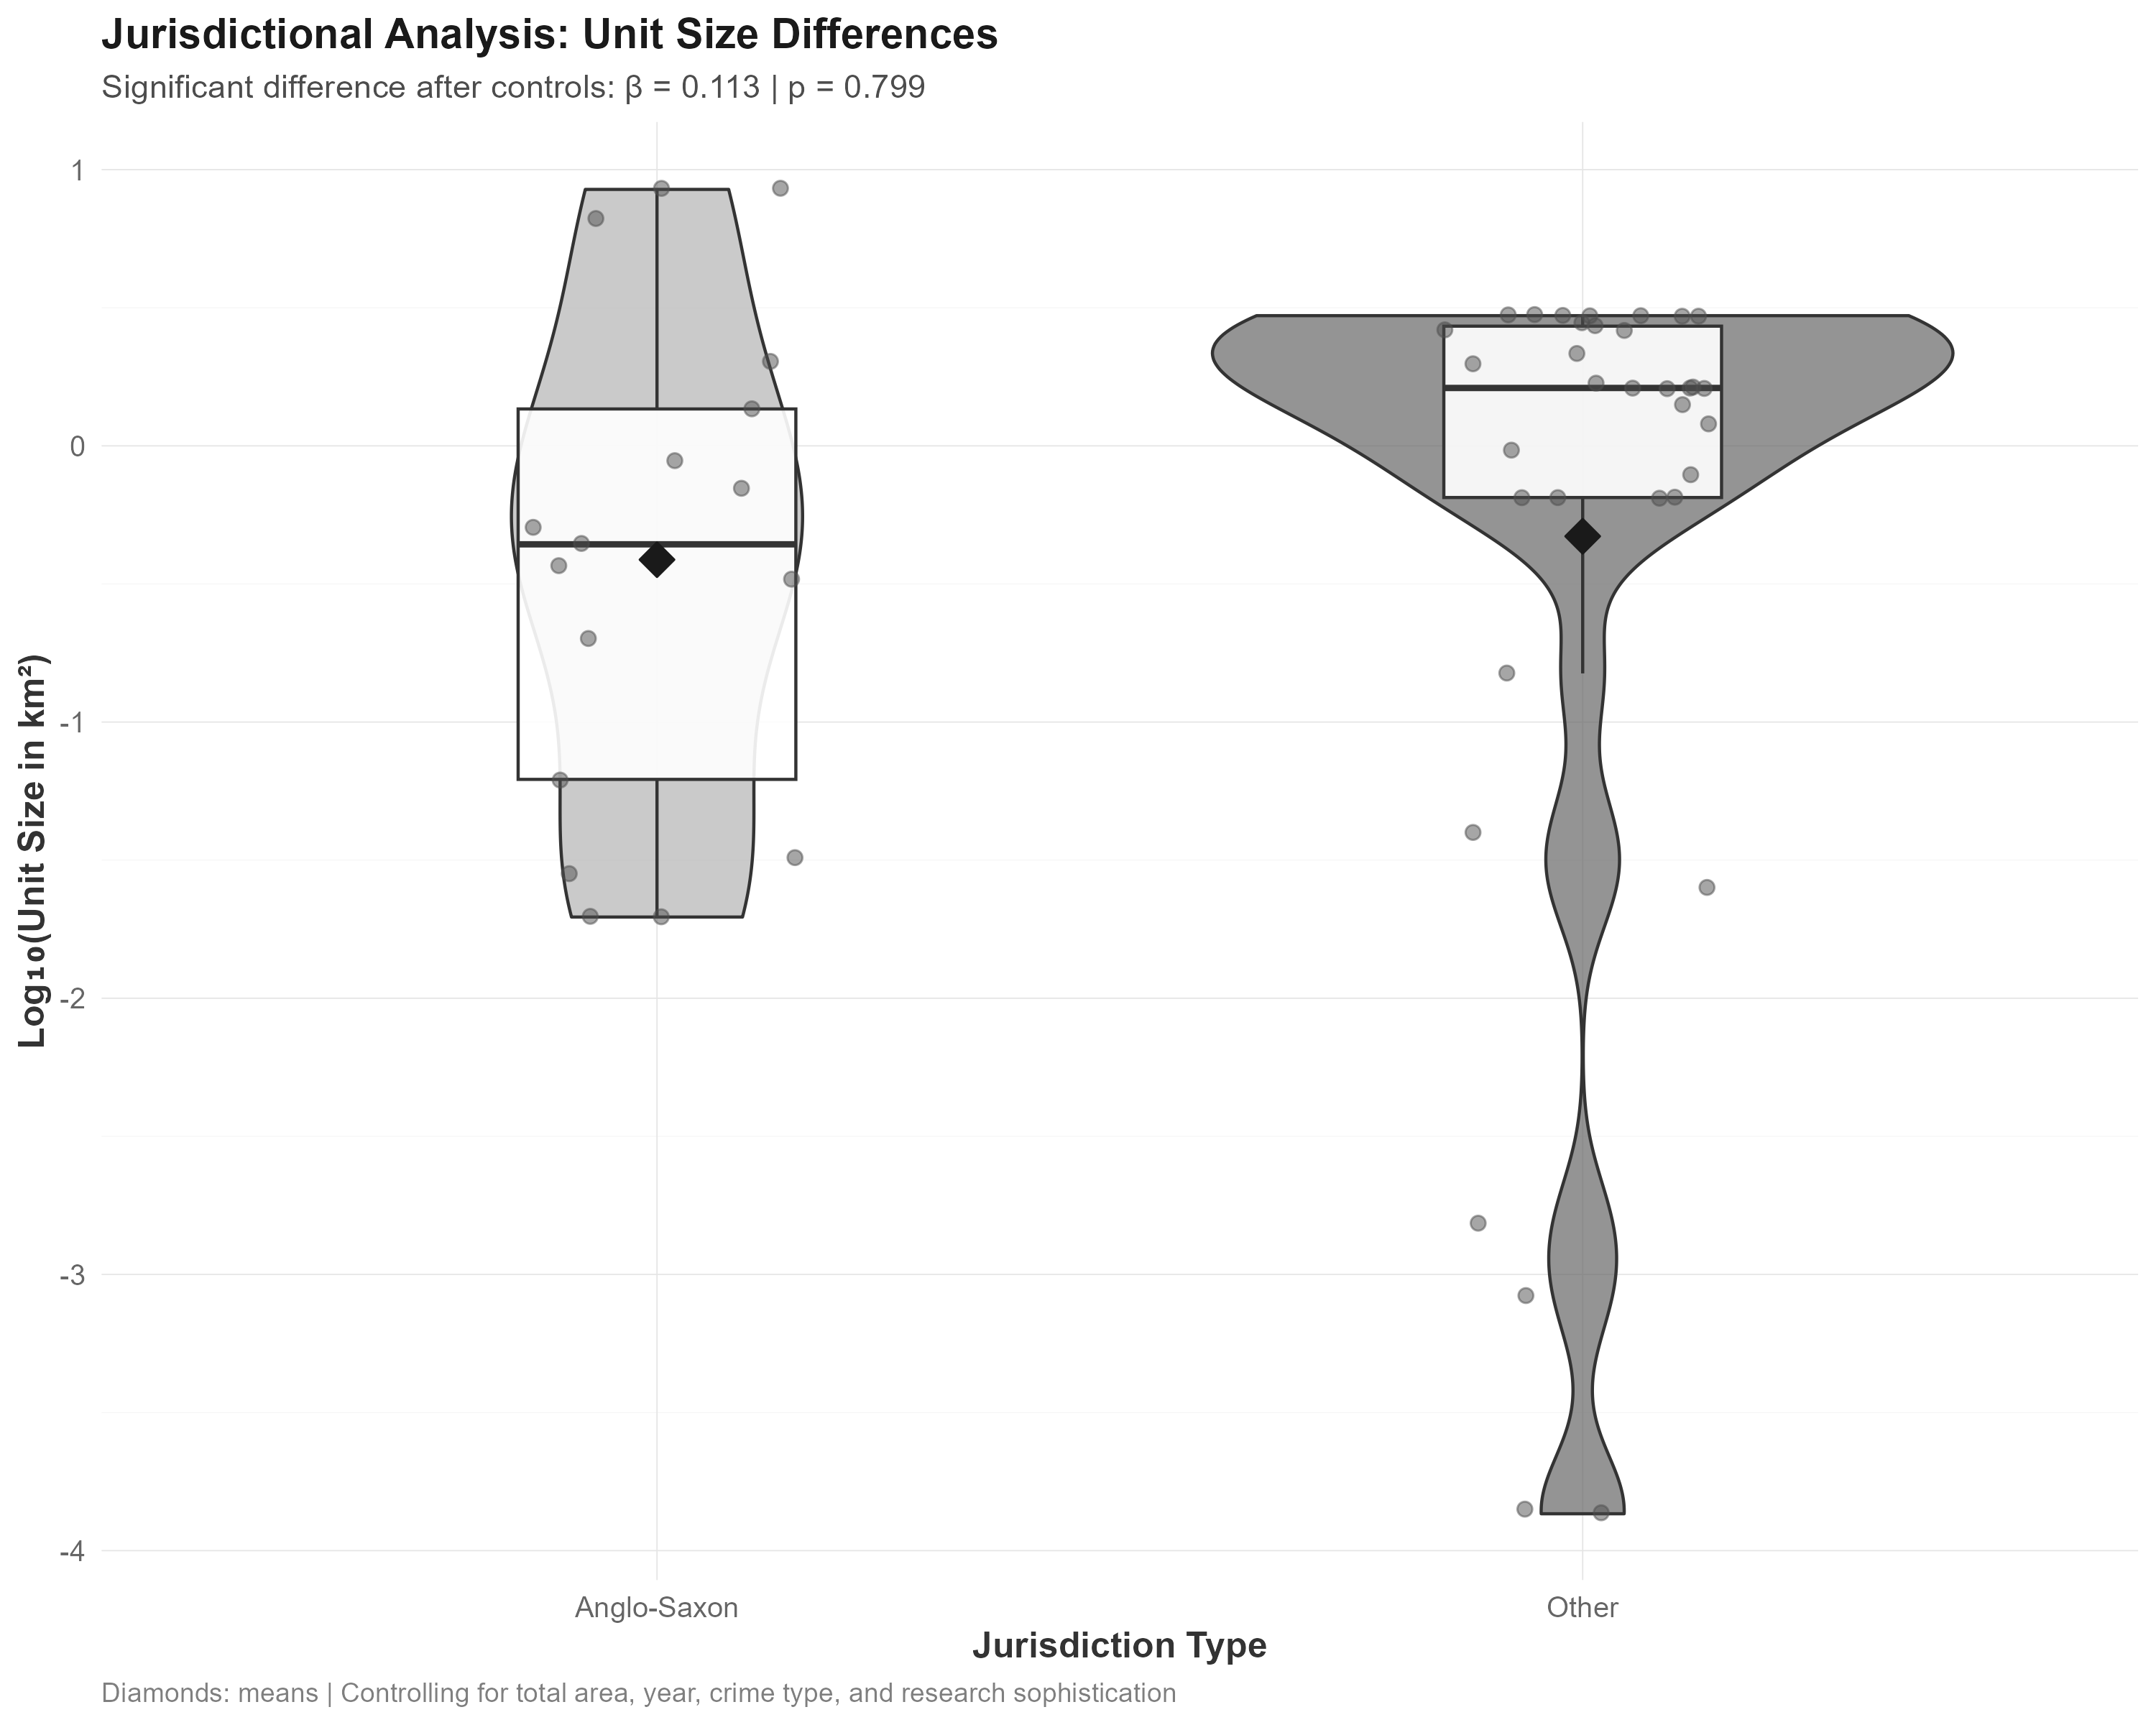 Jurisdictional Analysis: Unit Size Differences
Significant difference after controls: β = 0.113 | p = 0.799
Log₁₀(Unit Size in km²)
1
0
-1
-2
-3
-4
Anglo-Saxon
Other
Jurisdiction Type
Diamonds: means | Controlling for total area, year, crime type, and research sophistication